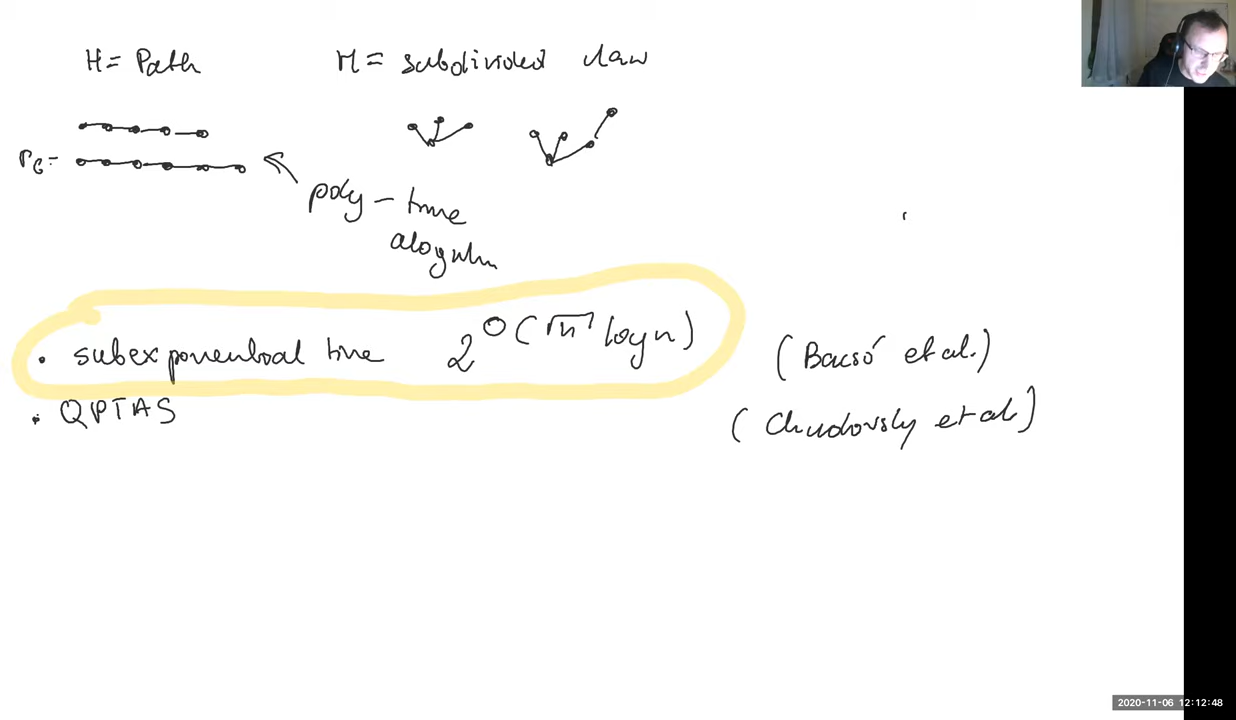 H = Path
H = subdivided claw
P6 =
poly-time
algorithm
• subexponential time 2^O(√n log n) (Bacsó et al.)
• QPTAS (Chudovsky et al.)
2020-11-06 12:12:48